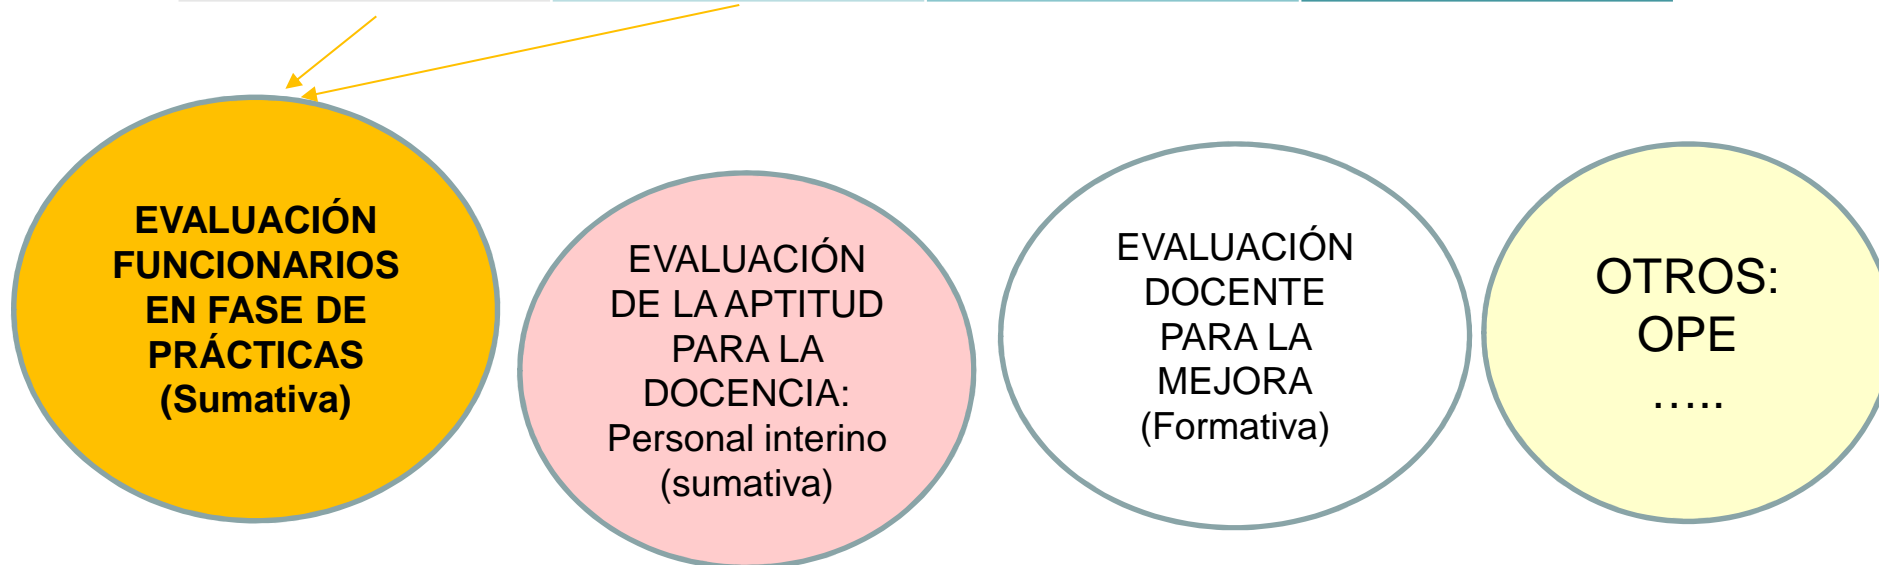 EVALUACIÓN
FUNCIONARIOS
EN FASE DE
PRÁCTICAS
(Sumativa)
EVALUACIÓN
DE LA APTITUD
PARA LA
DOCENCIA:
Personal interino
(sumativa)
EVALUACIÓN
DOCENTE
PARA LA
MEJORA
(Formativa)
OTROS:
OPE
…..